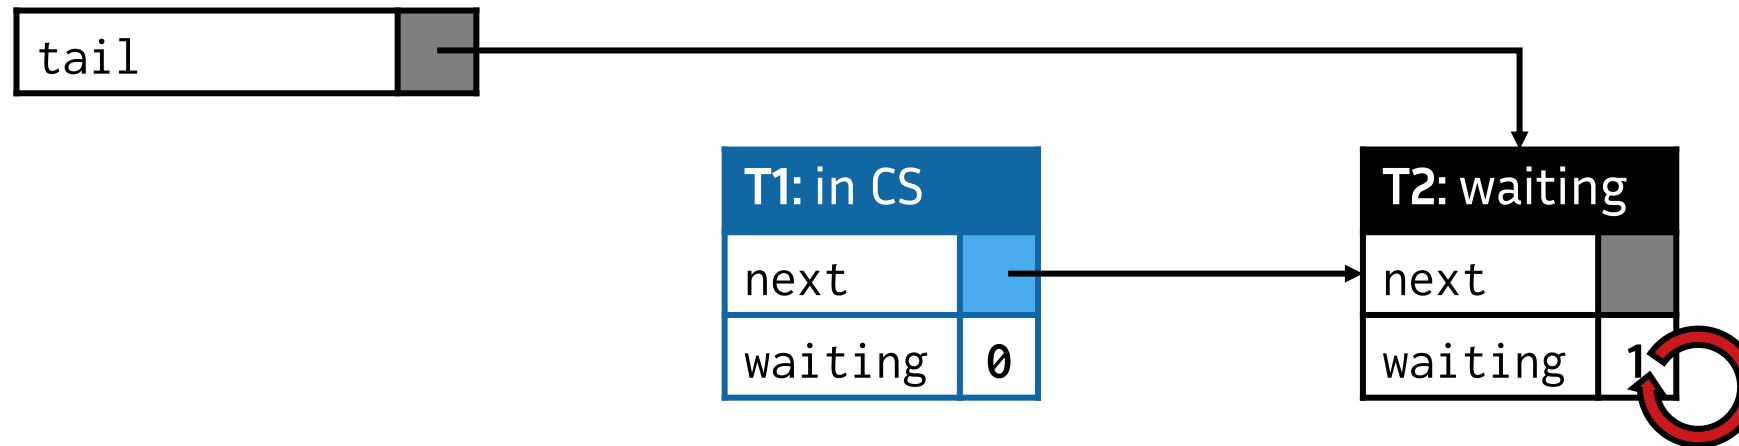 tail
T1: in CS
next
waiting 0
T2: waiting
next
waiting 1